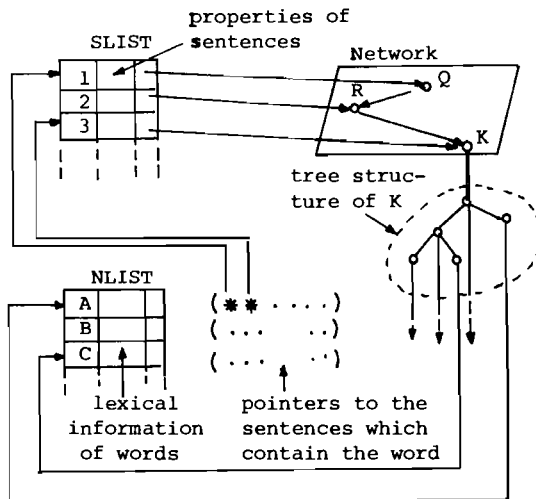 properties of
sentences
SLIST
1
2
3
Network
Q
R
K
tree struc-
ture of K
NLIST
A
B
C
(✱ ✱ . . . .)
(. . . . .)
(. . . . .)
lexical
information
of words
pointers to the
sentences which
contain the word